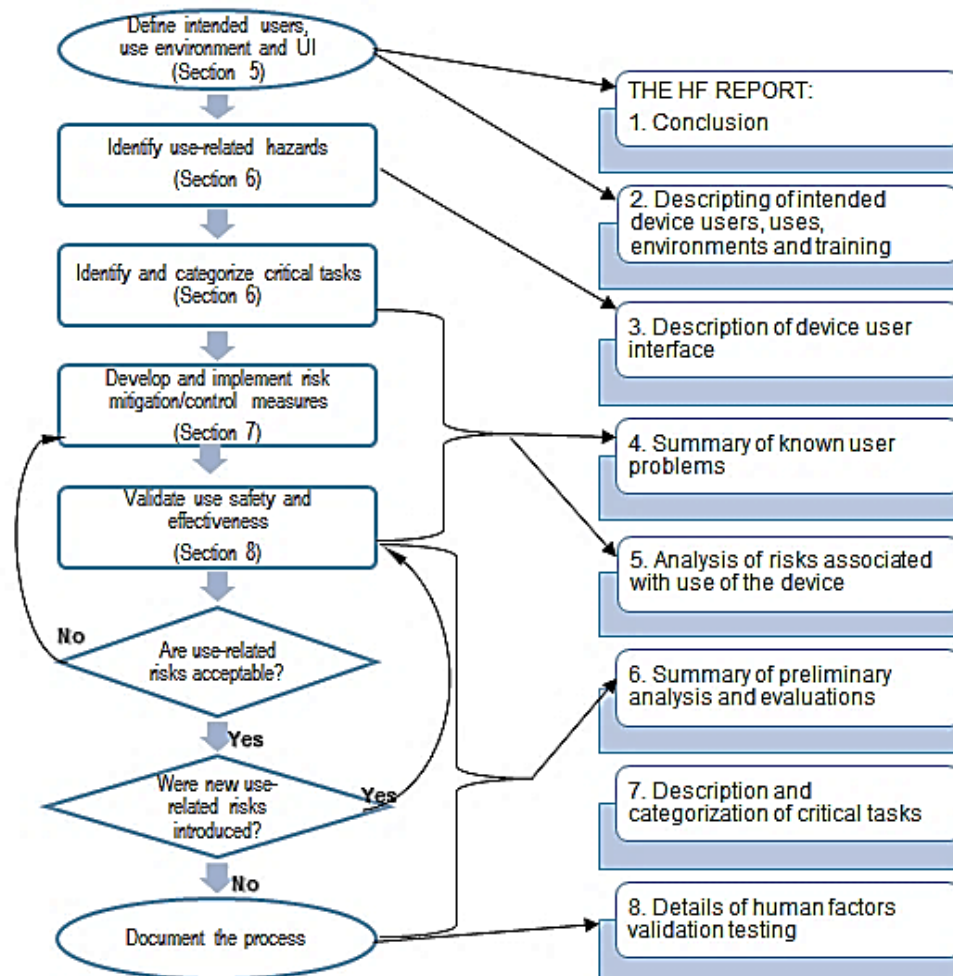 Define intended users,
use environment and UI
(Section 5)
Identify use-related hazards
(Section 6)
Identify and categorize critical tasks
(Section 6)
Develop and implement risk
mitigation/control measures
(Section 7)
Validate use safety and
effectiveness
(Section 8)
No
Are use-related
risks acceptable?
Yes
Were new use-
related risks
introduced?
Yes
No
Document the process
THE HF REPORT:
1. Conclusion
2. Descripting of intended
device users, uses,
environments and training
3. Description of device user
interface
4. Summary of known user
problems
5. Analysis of risks associated
with use of the device
6. Summary of preliminary
analysis and evaluations
7. Description and
categorization of critical tasks
8. Details of human factors
validation testing